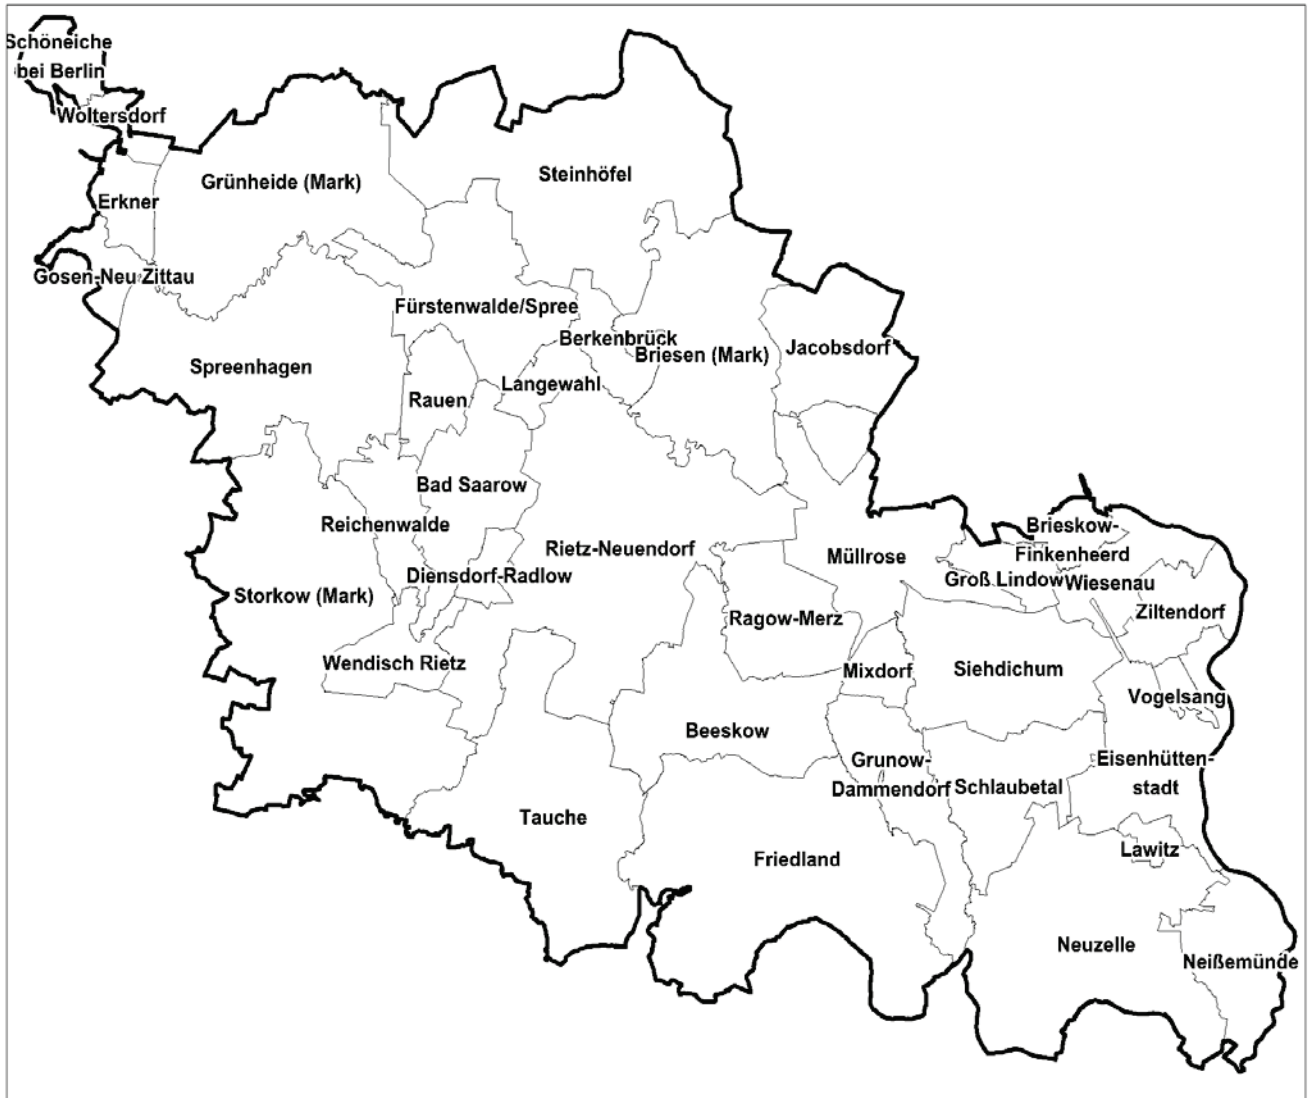 Schöneiche
bei Berlin
Woltersdorf
Steinhöfel
Grünheide (Mark)
Erkner
Gosen-Neu Zittau
Fürstenwalde/Spree
Berkenbrück
Jacobsdorf
Briesen (Mark)
Spreenhagen
Langewahl
Rauen
Bad Saarow
Reichenwalde
Brieskow-
Finkenheerd
Rietz-Neuendorf
Müllrose
Diensdorf-Radlow
Groß Lindow
Wiesenau
Storkow (Mark)
Ziltendorf
Ragow-Merz
Wendisch Rietz
Mixdorf
Siehdichum
Vogelsang
Beeskow
Grunow-
Dammendorf
Eisenhütten-
stadt
Schlaubetal
Tauche
Lawitz
Friedland
Neuzelle
Neißemünde